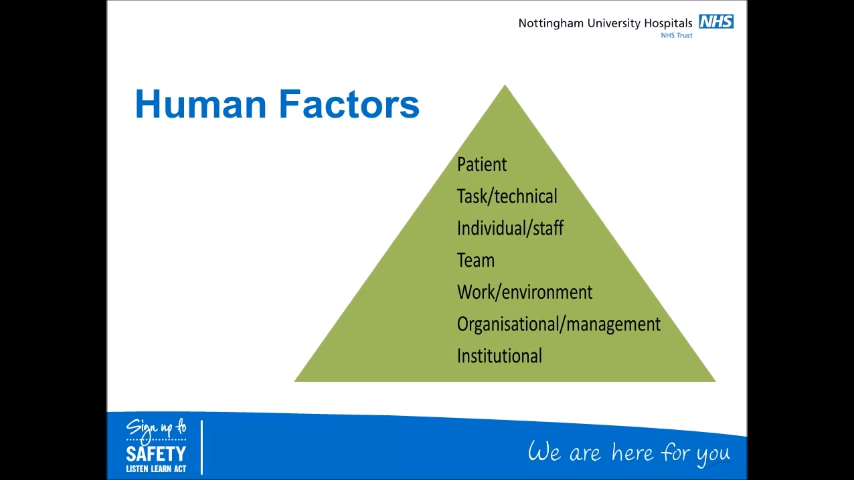 Nottingham University Hospitals NHS
NHS Trust
Human Factors
Patient
Task/technical
Individual/staff
Team
Work/environment
Organisational/management
Institutional
Sign up to
SAFETY
LISTEN LEARN ACT
We are here for you